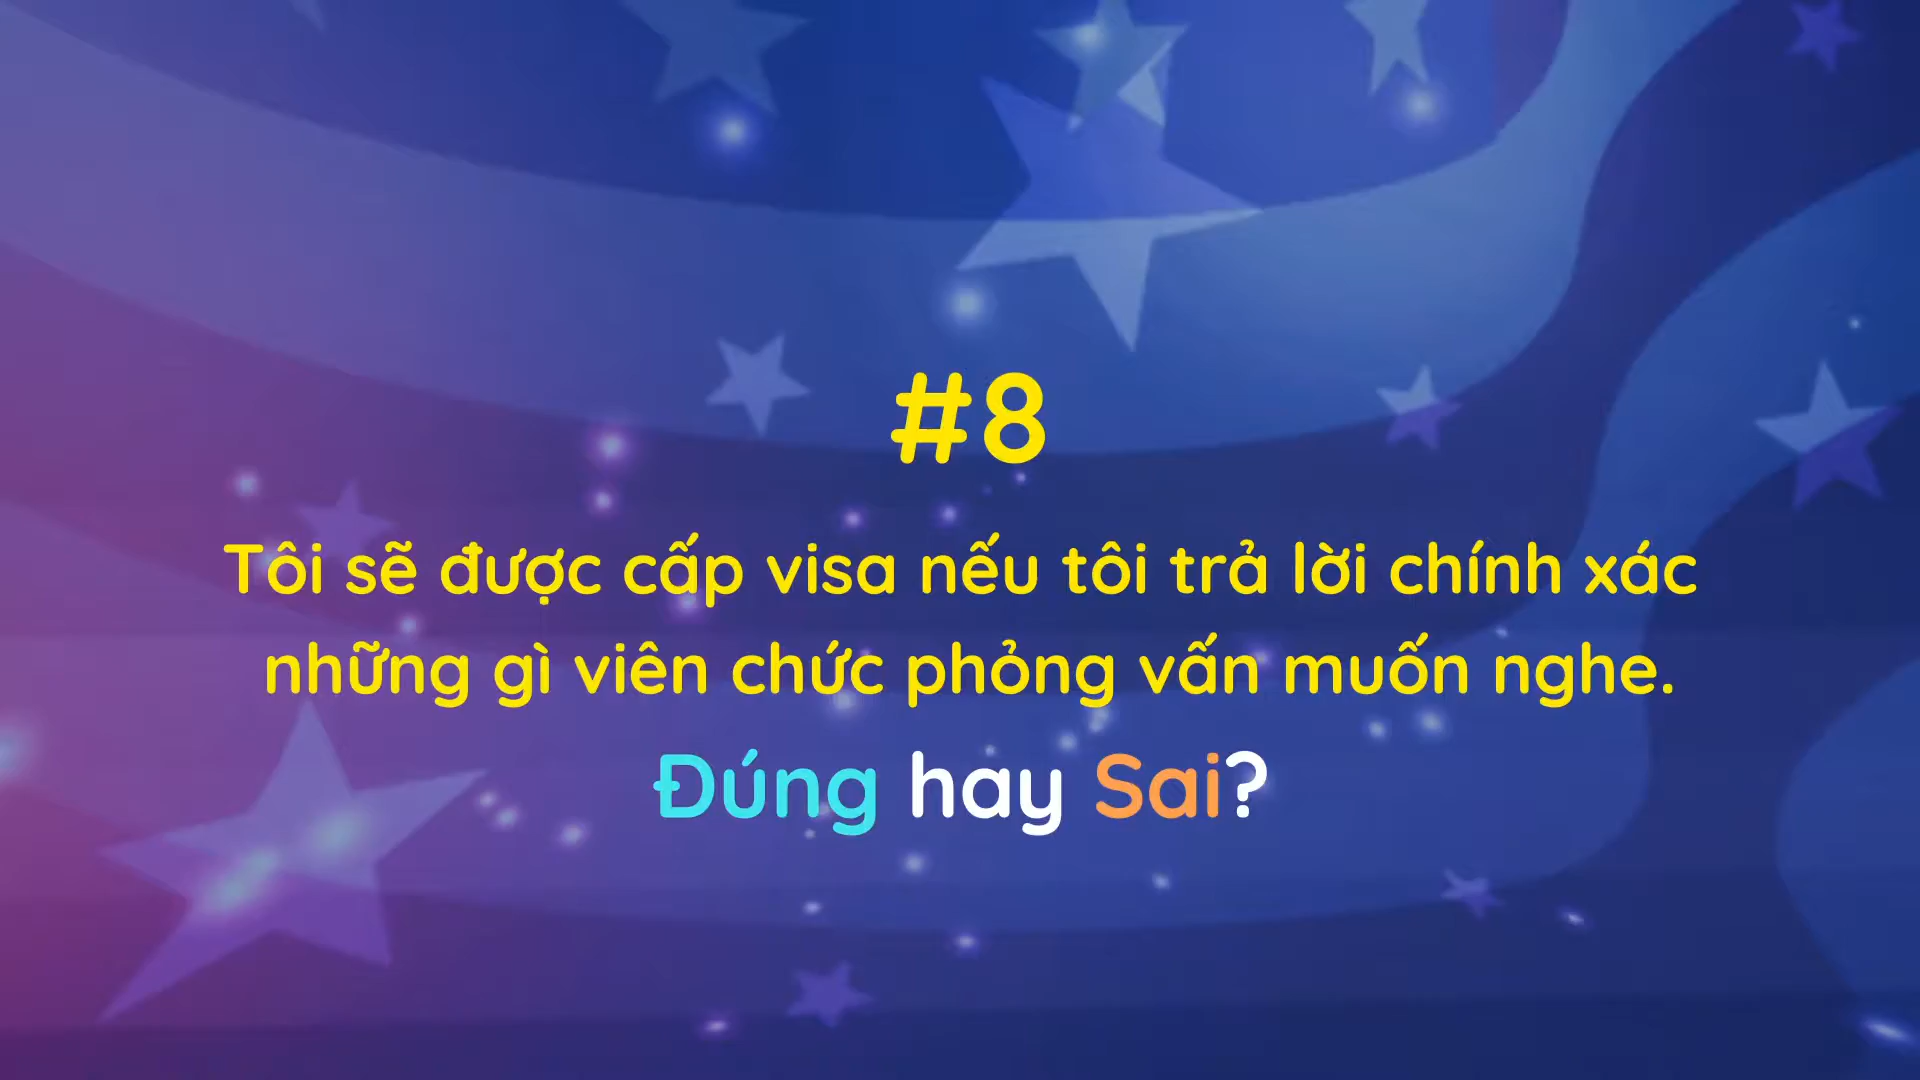 #8
Tôi sẽ được cấp visa nếu tôi trả lời chính xác
những gì viên chức phỏng vấn muốn nghe.
Đúng hay Sai?